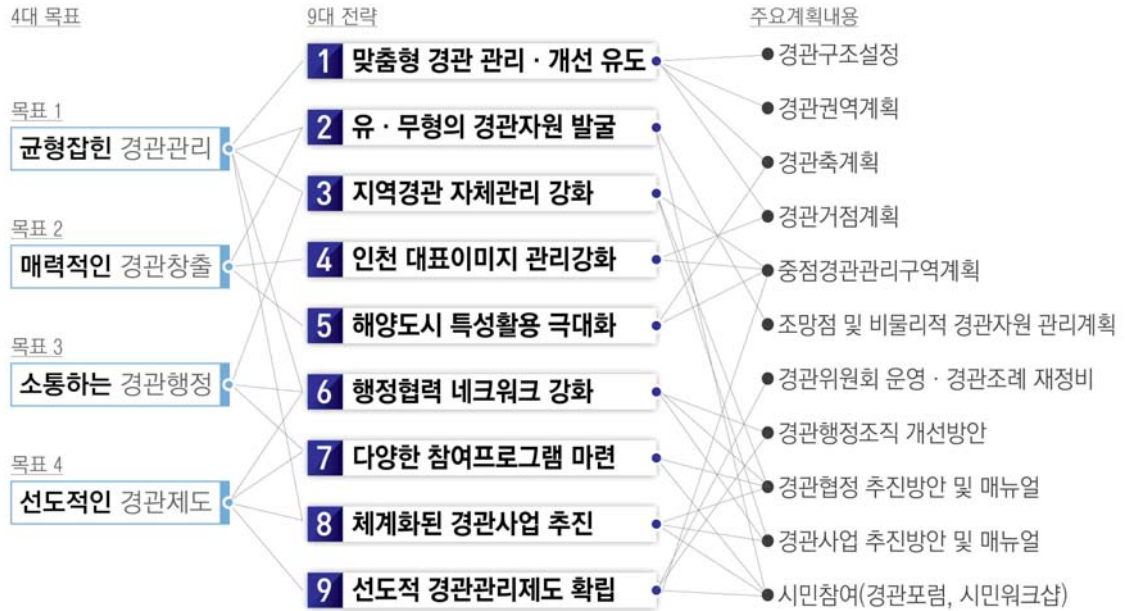 4대 목표
목표 1
균형잡힌 경관관리
목표 2
매력적인 경관창출
목표 3
소통하는 경관행정
목표 4
선도적인 경관제도
9대 전략
1 맞춤형 경관 관리 · 개선 유도
2 유 · 무형의 경관자원 발굴
3 지역경관 자체관리 강화
4 인천 대표이미지 관리강화
5 해양도시 특성활용 극대화
6 행정협력 네크워크 강화
7 다양한 참여프로그램 마련
8 체계화된 경관사업 추진
9 선도적 경관관리제도 확립
주요계획내용
경관구조설정
경관권역계획
경관축계획
경관거점계획
중점경관관리구역계획
조망점 및 비물리적 경관자원 관리계획
경관위원회 운영 · 경관조례 재정비
경관행정조직 개선방안
경관협정 추진방안 및 매뉴얼
경관사업 추진방안 및 매뉴얼
시민참여(경관포럼, 시민워크샵)